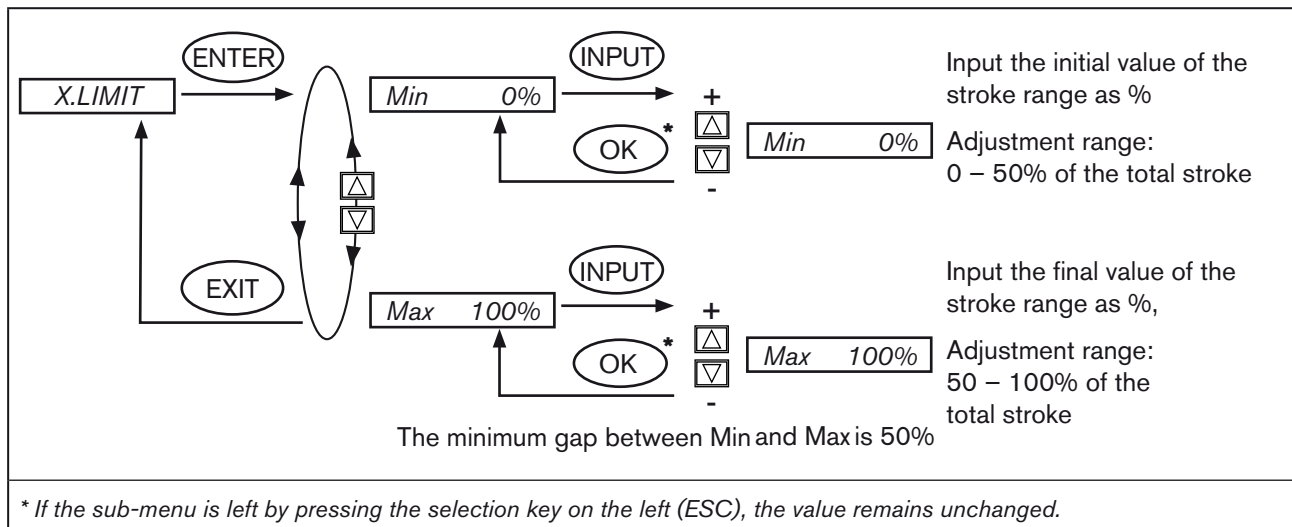 X.LIMIT
ENTER
EXIT
Min 0%
INPUT
OK *
+
-
Min 0%
Input the initial value of the
stroke range as %
Adjustment range:
0 – 50% of the total stroke
Max 100%
INPUT
OK *
+
-
Max 100%
Input the final value of the
stroke range as %,
Adjustment range:
50 – 100% of the
total stroke
The minimum gap between Min and Max is 50%
* If the sub-menu is left by pressing the selection key on the left (ESC), the value remains unchanged.